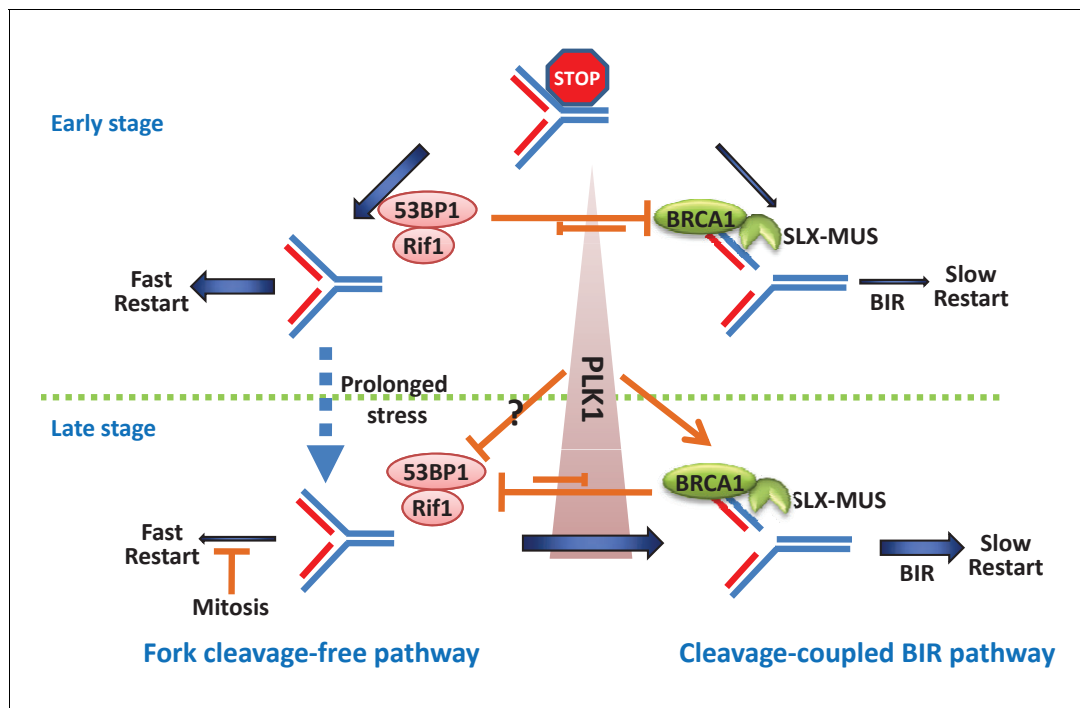 STOP
Early stage
53BP1
Rif1
BRCA1
SLX-MUS
Fast
Restart
BIR
Slow
Restart
PLK1
Prolonged
stress
?
Late stage
53BP1
Rif1
BRCA1
SLX-MUS
Fast
Restart
Mitosis
BIR
Slow
Restart
Fork cleavage-free pathway
Cleavage-coupled BIR pathway